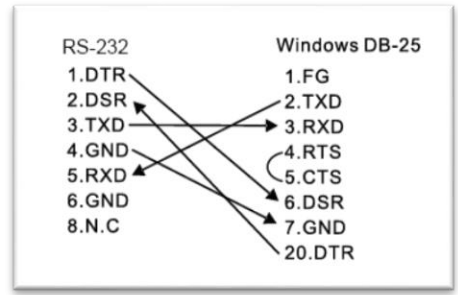 RS-232
1.DTR
2.DSR
3.TXD
4.GND
5.RXD
6.GND
8.N.C
Windows DB-25
1.FG
2.TXD
3.RXD
4.RTS
5.CTS
6.DSR
7.GND
20.DTR